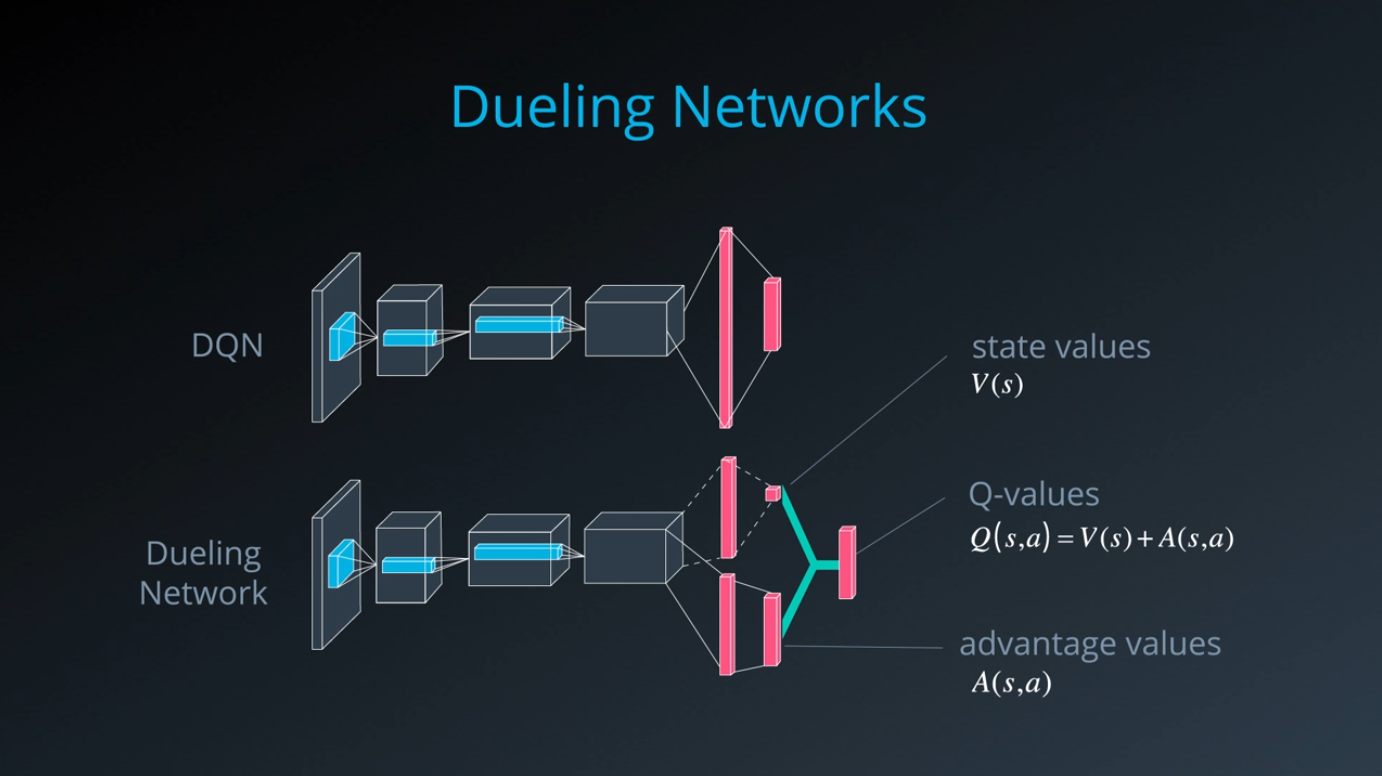 Dueling Networks
DQN
state values
V(s)
Q-values
Q(s,a)=V(s)+A(s,a)
Dueling
Network
advantage values
A(s,a)